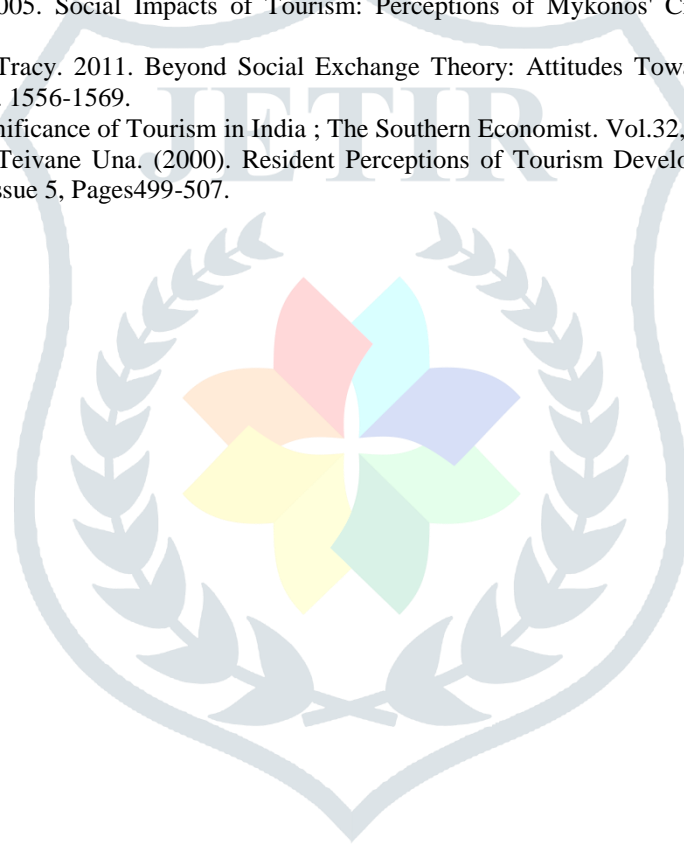 005. Social Impacts of Tourism: Perceptions of Mykonos' C
Tracy. 2011. Beyond Social Exchange Theory: Attitudes Towa
1556-1569.
nificance of Tourism in India ; The Southern Economist. Vol.32,
Teivane Una. (2000). Resident Perceptions of Tourism Develo
ssue 5, Pages499-507.
JETIR